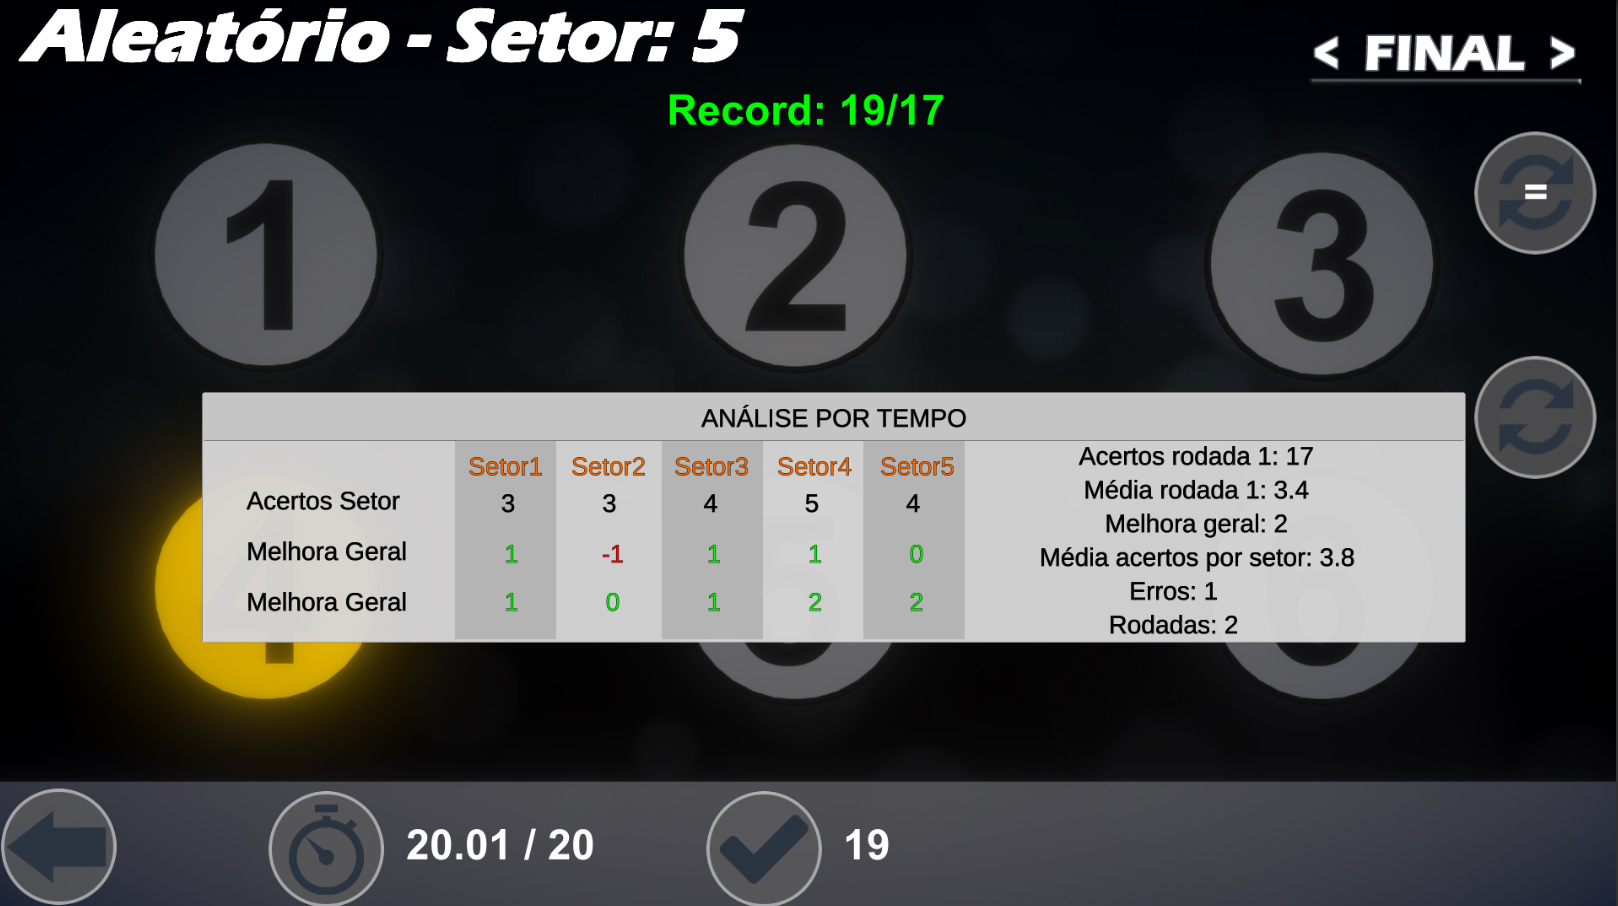 Aleatório - Setor: 5
< FINAL >
Record: 19/17
1
2
3
=
ANÁLISE POR TEMPO
Setor1 Setor2 Setor3 Setor4 Setor5
Acertos Setor 3 3 4 5 4
Melhora Geral 1 -1 1 1 0
Melhora Geral 1 0 1 2 2
Acertos rodada 1: 17
Média rodada 1: 3.4
Melhora geral: 2
Média acertos por setor: 3.8
Erros: 1
Rodadas: 2
4
5
6
20.01 / 20
19